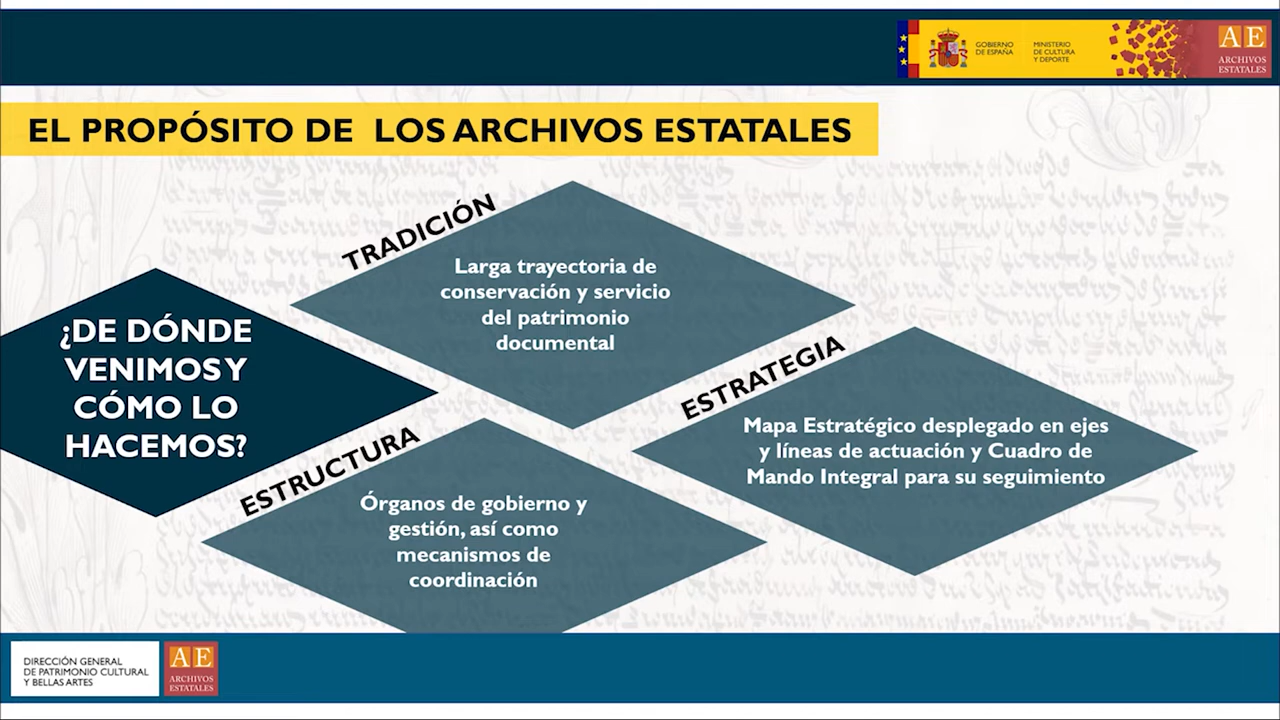 GOBIERNO
DE ESPAÑA
MINISTERIO
DE CULTURA
Y DEPORTE
AE
ARCHIVOS
ESTATALES
EL PROPÓSITO DE LOS ARCHIVOS ESTATALES
¿DE DÓNDE
VENIMOS Y
CÓMO LO
HACEMOS?
TRADICIÓN
Larga trayectoria de
conservación y servicio
del patrimonio
documental
ESTRATEGIA
Mapa Estratégico desplegado en ejes
y líneas de actuación y Cuadro de
Mando Integral para su seguimiento
ESTRUCTURA
Órganos de gobierno y
gestión, así como
mecanismos de
coordinación
DIRECCIÓN GENERAL
DE PATRIMONIO CULTURAL
Y BELLAS ARTES
AE
ARCHIVOS
ESTATALES